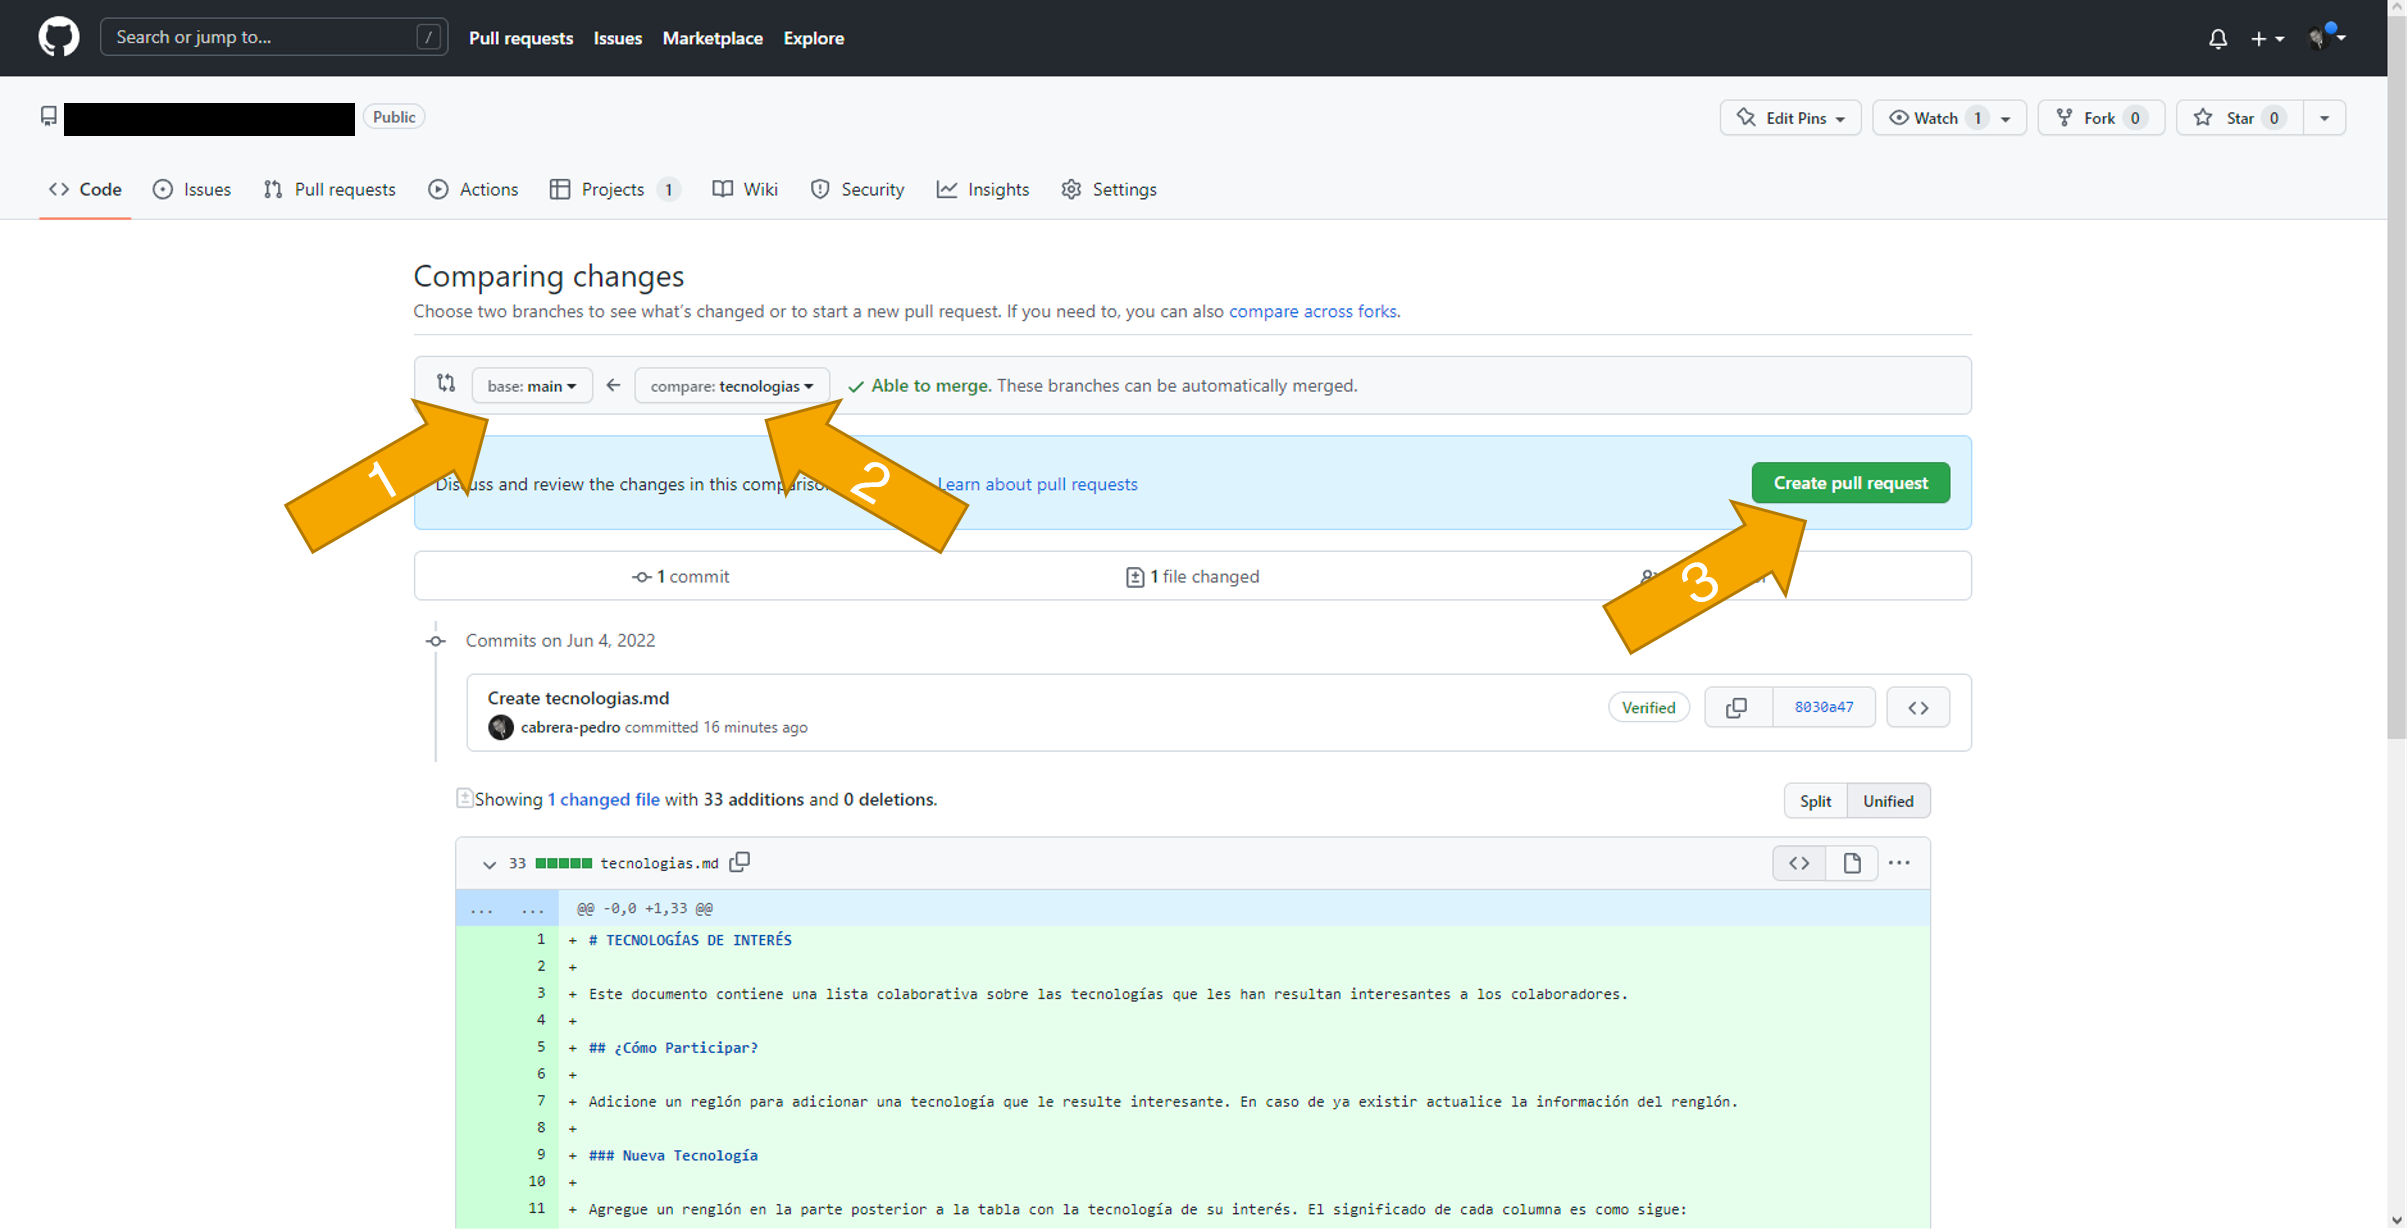 Search or jump to... /
Pull requests Issues Marketplace Explore
Public
Edit Pins Watch 1 Fork 0 Star 0
Code Issues Pull requests Actions Projects 1 Wiki Security Insights Settings
Comparing changes
Choose two branches to see what's changed or to start a new pull request. If you need to, you can also compare across forks.
base: main compare: tecnologias Able to merge. These branches can be automatically merged.
1 2 3
Discuss and review the changes in this Learn about pull requests
Create pull request
1 commit 1 file changed
Commits on Jun 4, 2022
Create tecnologias.md
cabrera-pedro committed 16 minutes ago
Verified 8030a47
Showing 1 changed file with 33 additions and 0 deletions.
Split Unified
33 tecnologias.md
... ... @@ -0,0 +1,33 @@
1 + # TECNOLOGÍAS DE INTERÉS
2 +
3 + Este documento contiene una lista colaborativa sobre las tecnologías que les han resultan interesantes a los colaboradores.
4 +
5 + ## ¿Cómo Participar?
6 +
7 + Adicione un reglón para adicionar una tecnología que le resulte interesante. En caso de ya existir actualice la información del renglón.
8 +
9 + ### Nueva Tecnología
10 +
11 + Agregue un renglón en la parte posterior a la tabla con la tecnología de su interés. El significado de cada columna es como sigue: